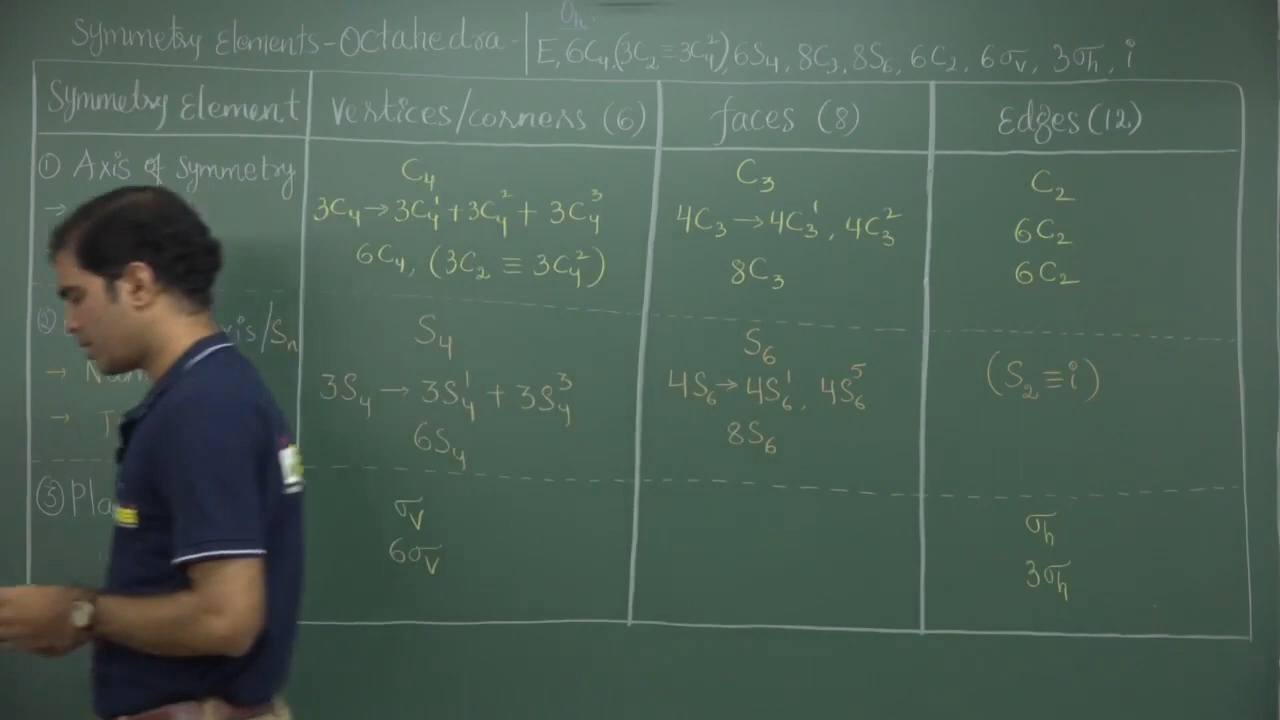 Oh.
Symmetry Elements-Octahedra- | E, 6C₄, (3C₂ ≡ 3C₄²) 6S₄, 8C₃, 8S₆, 6C₂, 6σᵥ, 3σₕ, i
Symmetry Element Vertices/corners (6) faces (8) Edges (12)
① Axis of Symmetry C₄ C₃ C₂
→ 3C₄ → 3C₄¹ + 3C₄² + 3C₄³ 4C₃ → 4C₃¹, 4C₃² 6C₂
6C₄, (3C₂ ≡ 3C₄²) 8C₃ 6C₂
② /Sₙ S₄ S₆
→ 3S₄ → 3S₄¹ + 3S₄³ 4S₆ → 4S₆¹, 4S₆⁵ (S₂ ≡ i)
→ 6S₄ 8S₆
③ σᵥ σₕ
6σᵥ 3σₕ